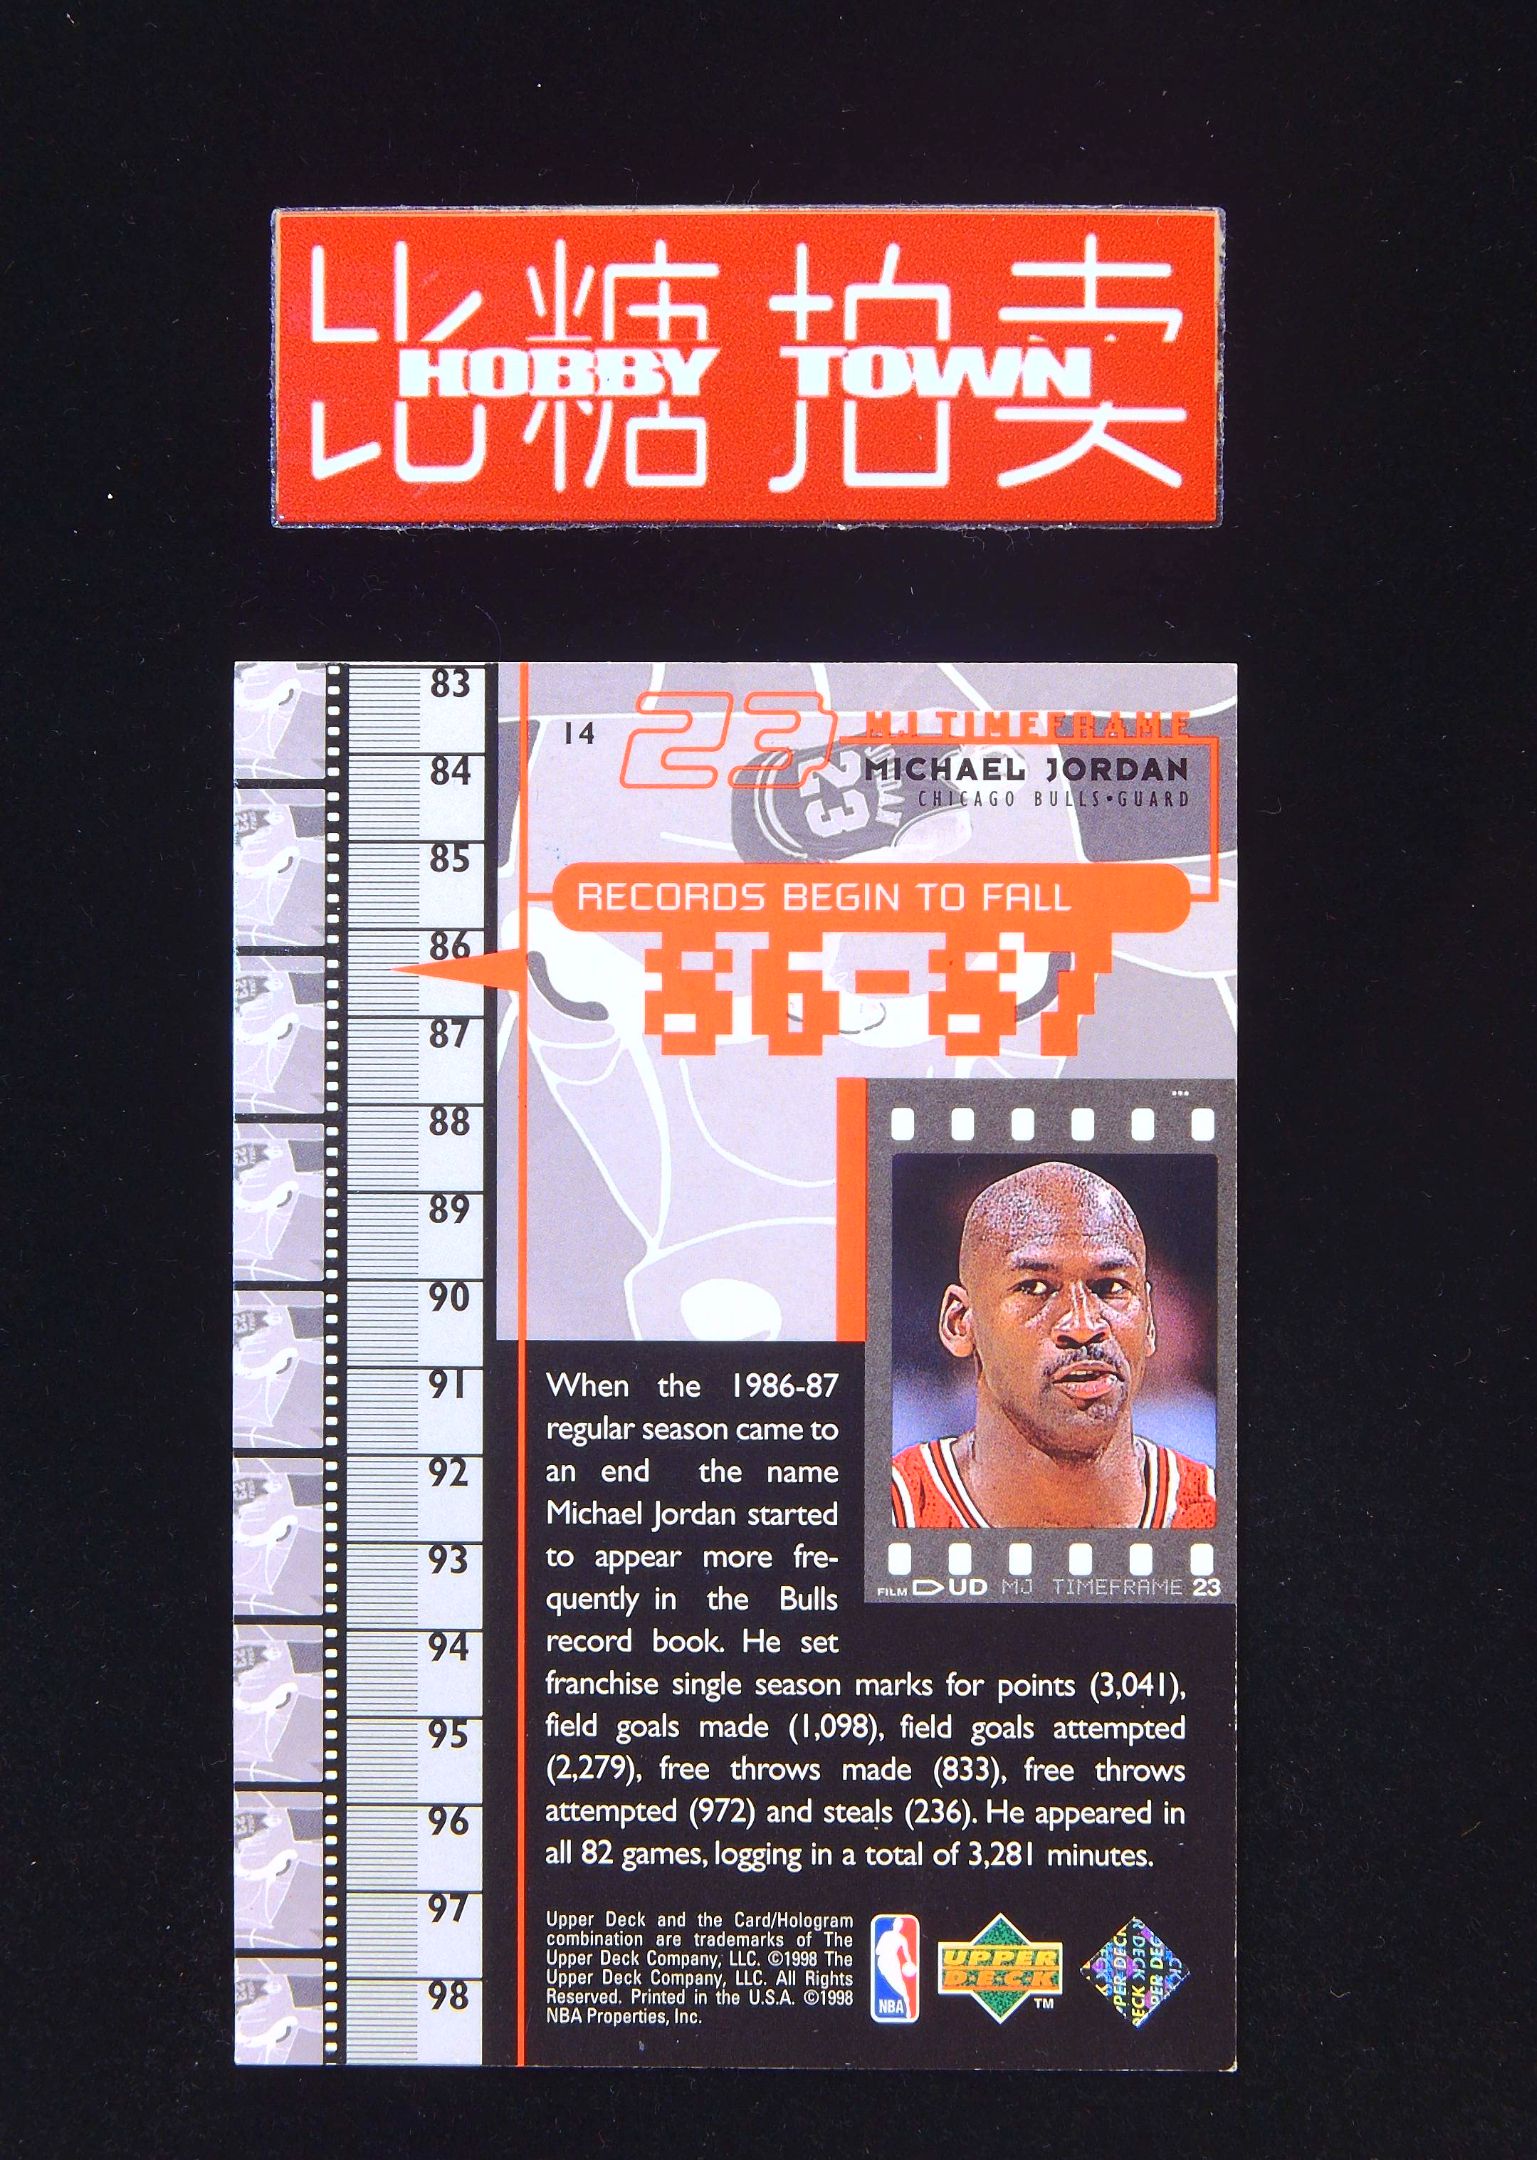 比糖拍卖
HOBBY TOWN
83
84
85
86
87
88
89
90
91
92
93
94
95
96
97
98
14
23
MJ TIMEFRAME
MICHAEL JORDAN
CHICAGO BULLS•GUARD
RECORDS BEGIN TO FALL
86-87
When the 1986-87
regular season came to
an end the name
Michael Jordan started
to appear more fre-
quently in the Bulls
record book. He set
franchise single season marks for points (3,041),
field goals made (1,098), field goals attempted
(2,279), free throws made (833), free throws
attempted (972) and steals (236). He appeared in
all 82 games, logging in a total of 3,281 minutes.
FILM UD MJ TIMEFRAME 23
Upper Deck and the Card/Hologram
combination are trademarks of The
Upper Deck Company, LLC. ©1998 The
Upper Deck Company, LLC. All Rights
Reserved. Printed in the U.S.A. ©1998
NBA Properties, Inc.
NBA
UPPER
DECK
TM